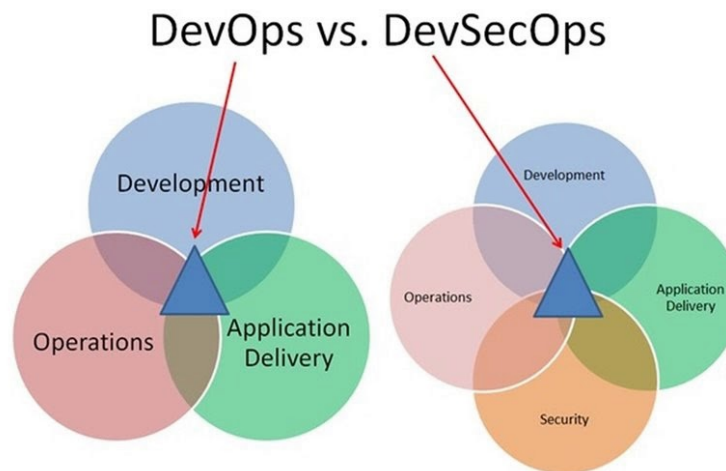 DevOps vs. DevSecOps
Development
Operations
Application
Delivery
Development
Operations
Application
Delivery
Security